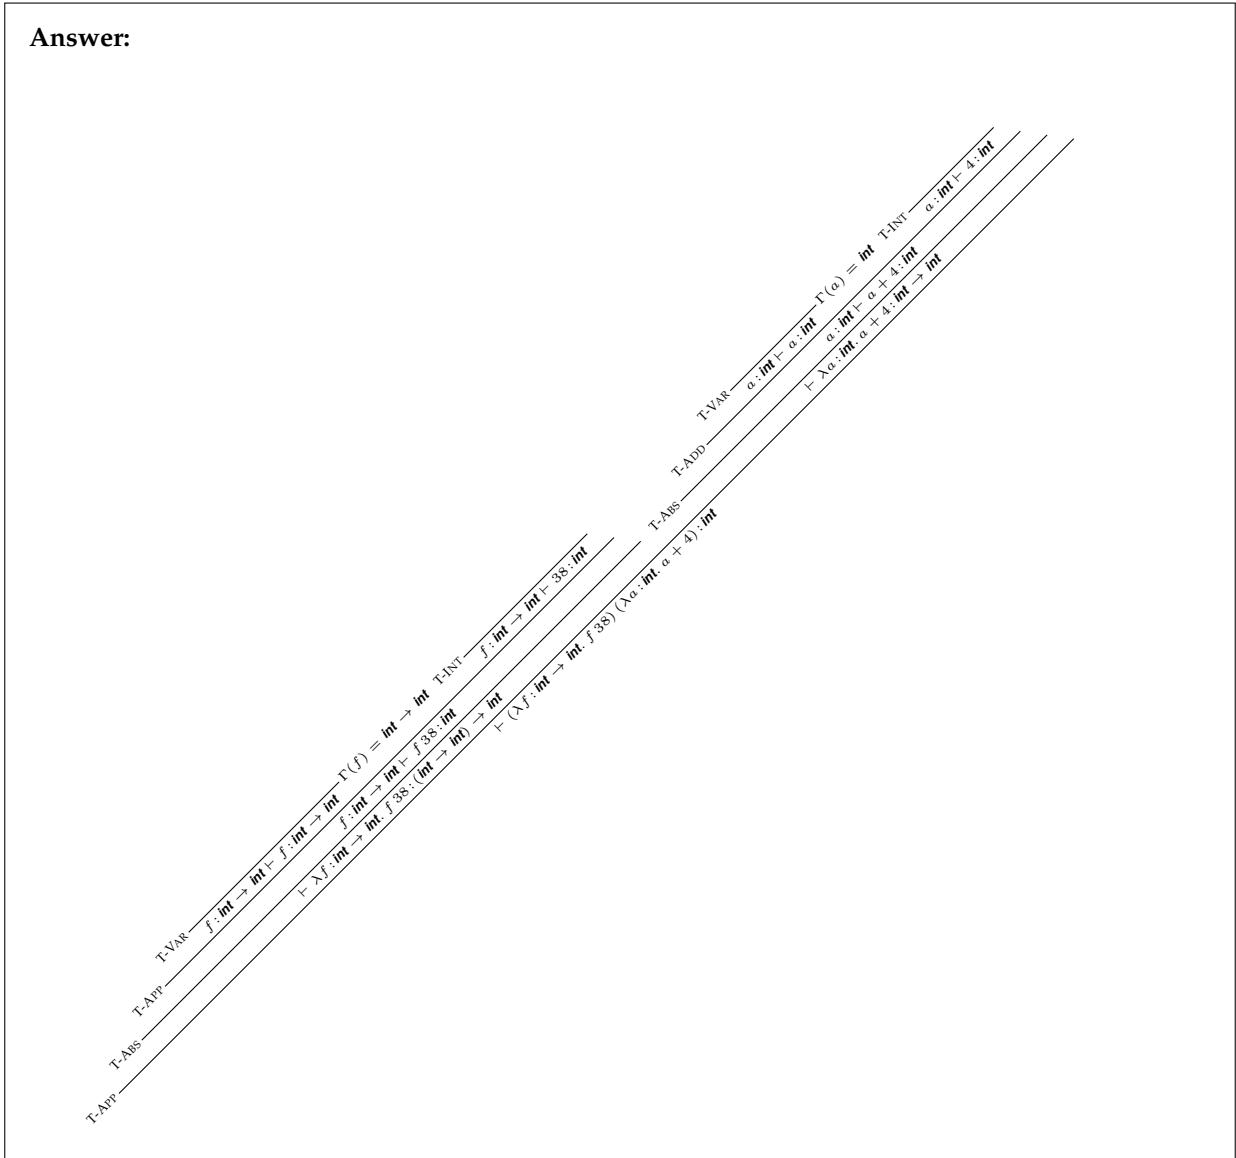 Answer:
T-VAR
f : int → int ⊢ f : int → int
Γ(f) = int → int
T-INT
f : int → int ⊢ 38 : int
T-APP
f : int → int ⊢ f 38 : int
T-ABS
⊢ λf : int → int. f 38 : (int → int) → int
T-VAR
a : int ⊢ a : int
Γ(a) = int
T-INT
a : int ⊢ 4 : int
T-ADD
a : int ⊢ a + 4 : int
T-ABS
⊢ λa : int. a + 4 : int → int
T-APP
⊢ (λf : int → int. f 38) (λa : int. a + 4) : int